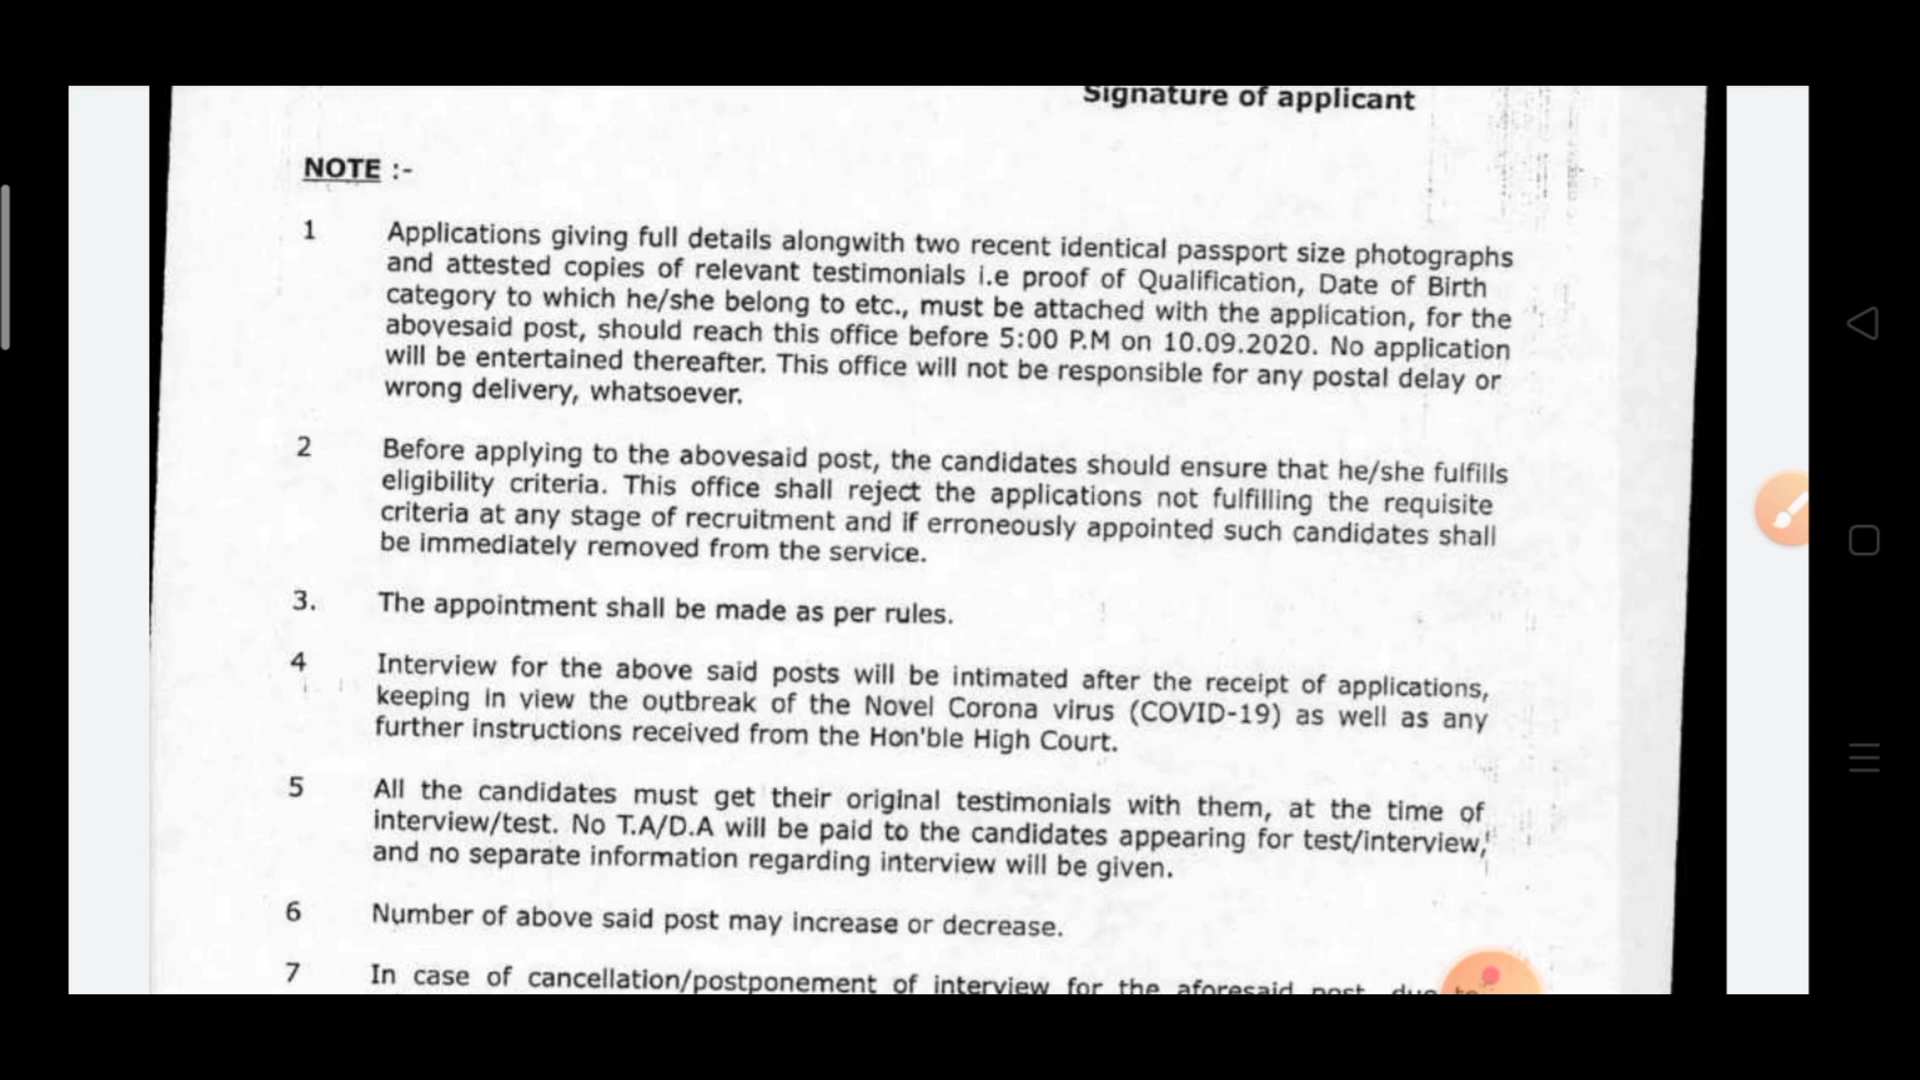 Signature of applicant
NOTE :-
1 Applications giving full details alongwith two recent identical passport size photographs
and attested copies of relevant testimonials i.e proof of Qualification, Date of Birth
category to which he/she belong to etc., must be attached with the application, for the
abovesaid post, should reach this office before 5:00 P.M on 10.09.2020. No application
will be entertained thereafter. This office will not be responsible for any postal delay or
wrong delivery, whatsoever.
2 Before applying to the abovesaid post, the candidates should ensure that he/she fulfills
eligibility criteria. This office shall reject the applications not fulfilling the requisite
criteria at any stage of recruitment and if erroneously appointed such candidates shall
be immediately removed from the service.
3. The appointment shall be made as per rules.
4 Interview for the above said posts will be intimated after the receipt of applications,
keeping in view the outbreak of the Novel Corona virus (COVID-19) as well as any
further instructions received from the Hon'ble High Court.
5 All the candidates must get their original testimonials with them, at the time of
interview/test. No T.A/D.A will be paid to the candidates appearing for test/interview,
and no separate information regarding interview will be given.
6 Number of above said post may increase or decrease.
7 In case of cancellation/postponement of interview for the aforesaid post, due to